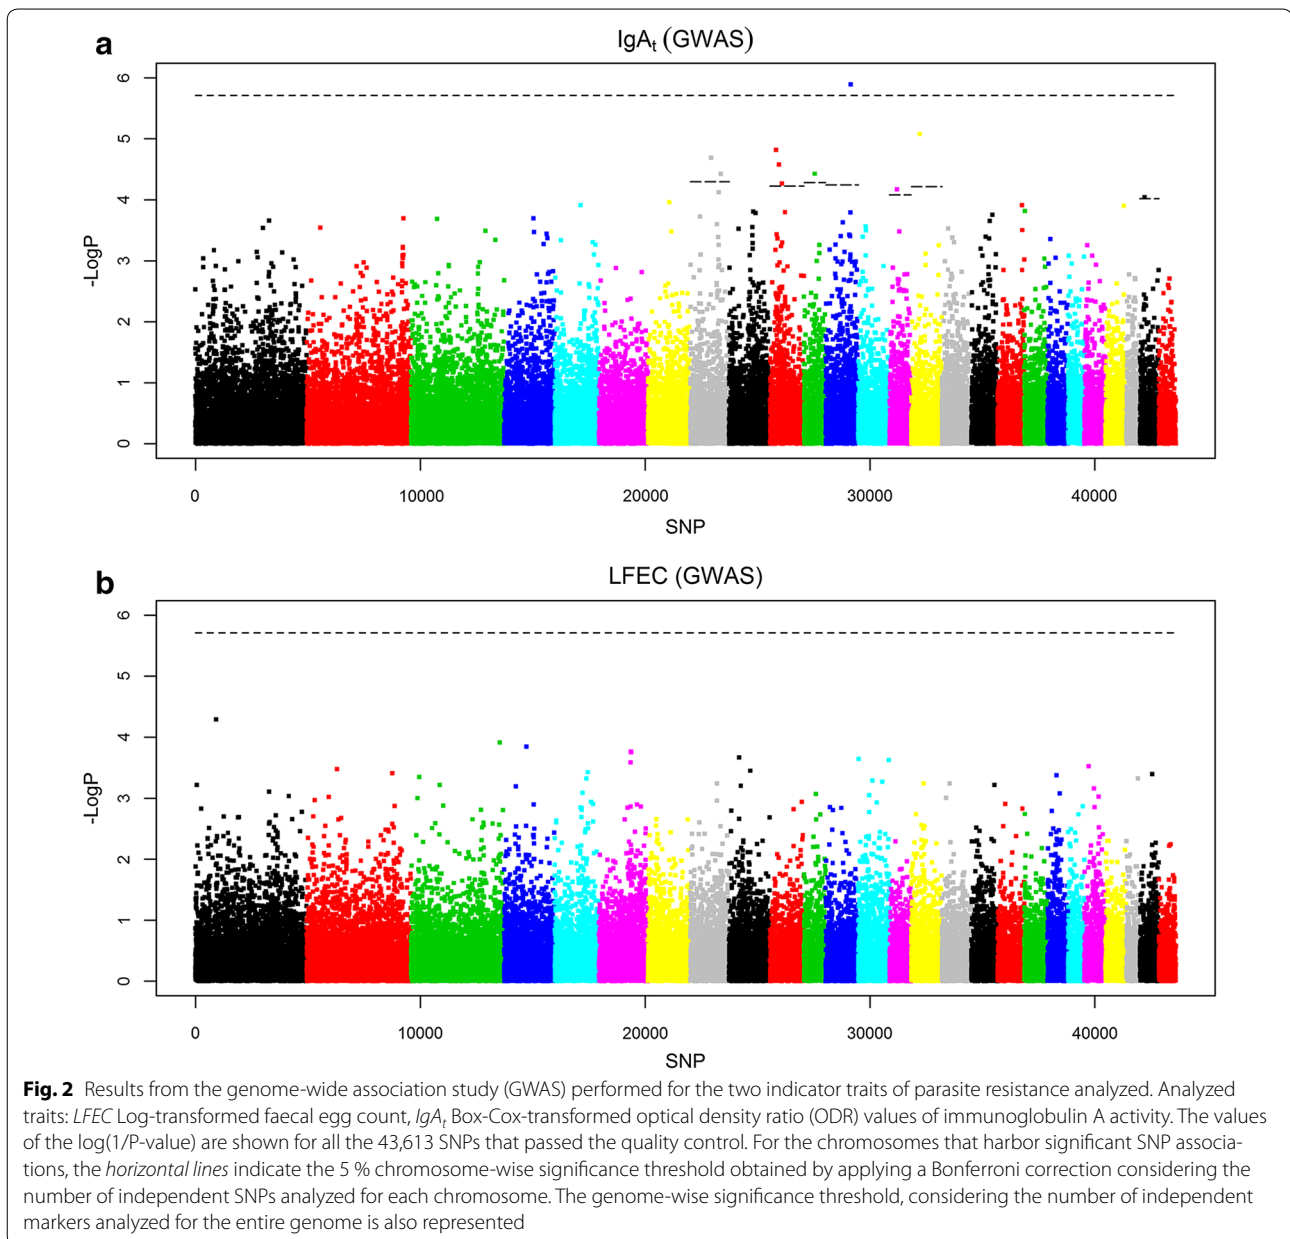 a
IgAt (GWAS)
6
5
4
3
2
1
0
-LogP
0 10000 20000 30000 40000
SNP
b
LFEC (GWAS)
6
5
4
3
2
1
0
-LogP
0 10000 20000 30000 40000
SNP
Fig. 2 Results from the genome-wide association study (GWAS) performed for the two indicator traits of parasite resistance analyzed. Analyzed
traits: LFEC Log-transformed faecal egg count, IgAt Box-Cox-transformed optical density ratio (ODR) values of immunoglobulin A activity. The values
of the log(1/P-value) are shown for all the 43,613 SNPs that passed the quality control. For the chromosomes that harbor significant SNP associa-
tions, the horizontal lines indicate the 5 % chromosome-wise significance threshold obtained by applying a Bonferroni correction considering the
number of independent SNPs analyzed for each chromosome. The genome-wise significance threshold, considering the number of independent
markers analyzed for the entire genome is also represented